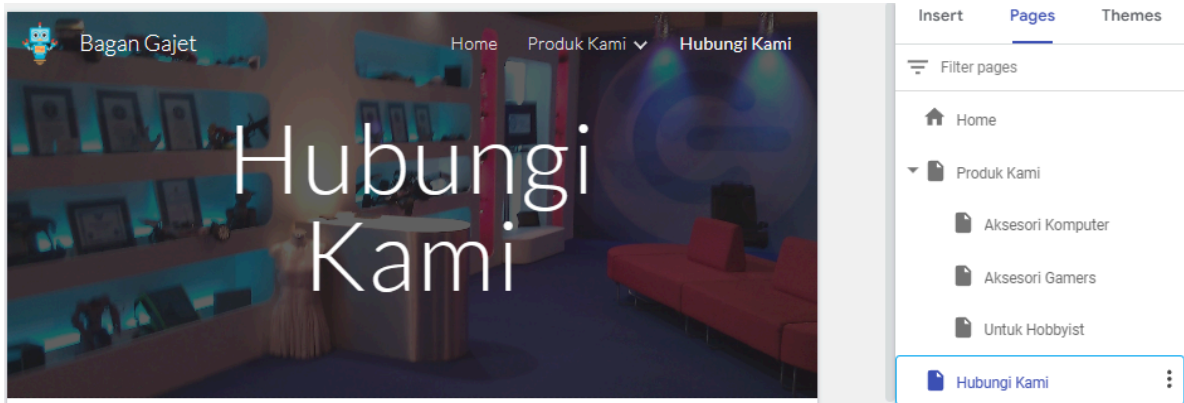 Bagan Gajet
Home Produk Kami Hubungi Kami
Hubungi
Kami
Insert Pages Themes
Filter pages
Home
Produk Kami
Aksesori Komputer
Aksesori Gamers
Untuk Hobbyist
Hubungi Kami